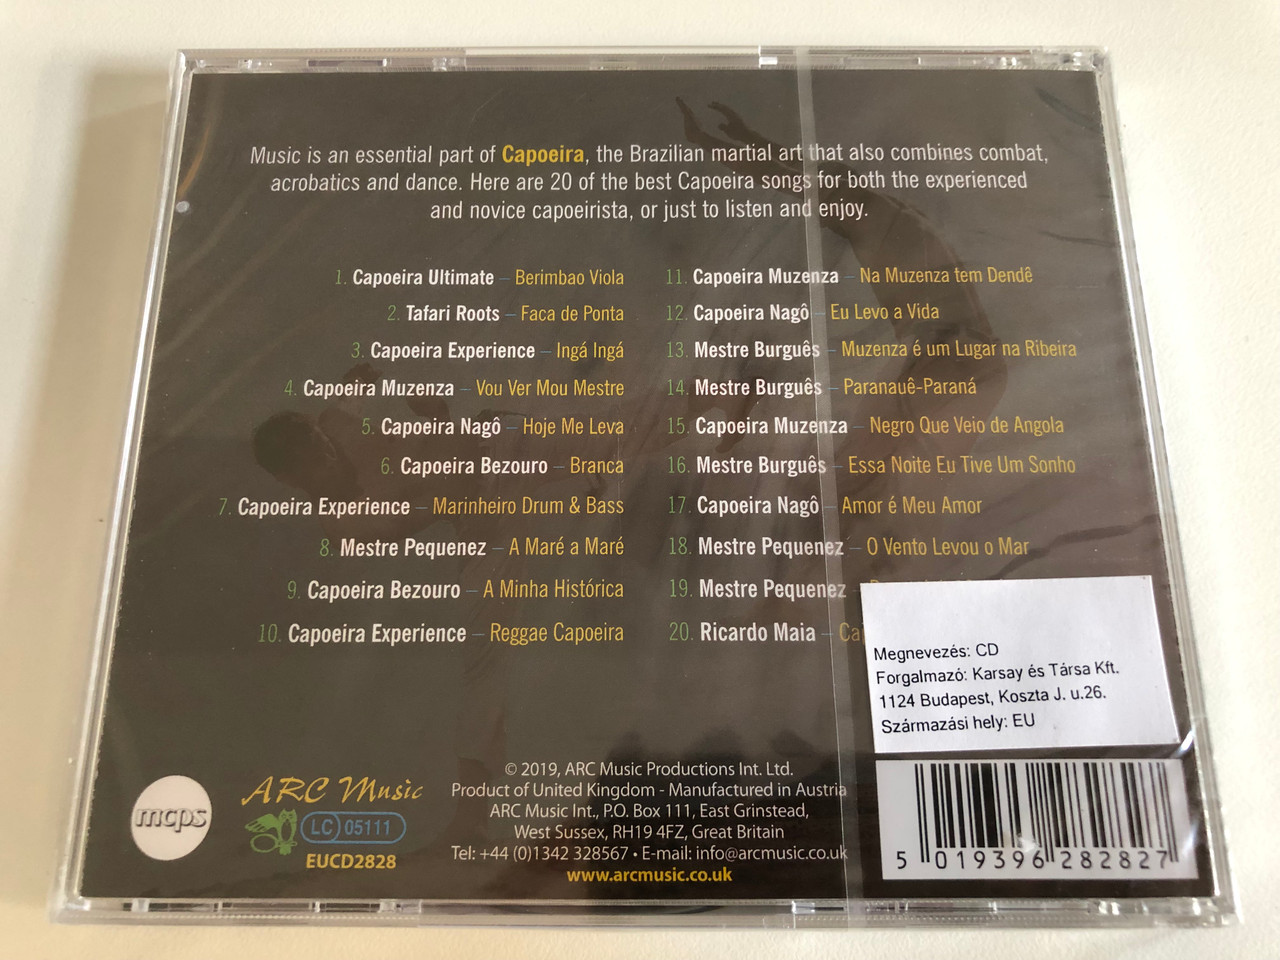 Music is an essential part of Capoeira, the Brazilian martial art that also combines combat,
acrobatics and dance. Here are 20 of the best Capoeira songs for both the experienced
and novice capoeirista, or just to listen and enjoy.
1. Capoeira Ultimate – Berimbao Viola
2. Tafari Roots – Faca de Ponta
3. Capoeira Experience – Ingá Ingá
4. Capoeira Muzenza – Vou Ver Mou Mestre
5. Capoeira Nagô – Hoje Me Leva
6. Capoeira Bezouro – Branca
7. Capoeira Experience – Marinheiro Drum & Bass
8. Mestre Pequenez – A Maré a Maré
9. Capoeira Bezouro – A Minha Histórica
10. Capoeira Experience – Reggae Capoeira
11. Capoeira Muzenza – Na Muzenza tem Dendê
12. Capoeira Nagô – Eu Levo a Vida
13. Mestre Burguês – Muzenza é um Lugar na Ribeira
14. Mestre Burguês – Paranauê-Paraná
15. Capoeira Muzenza – Negro Que Veio de Angola
16. Mestre Burguês – Essa Noite Eu Tive Um Sonho
17. Capoeira Nagô – Amor é Meu Amor
18. Mestre Pequenez – O Vento Levou o Mar
19. Mestre Pequenez –
20. Ricardo Maia –
Megnevezés: CD
Forgalmazó: Karsay és Társa Kft.
1124 Budapest, Koszta J. u.26.
Származási hely: EU
mcps
ARC Music
LC 05111
EUCD2828
© 2019, ARC Music Productions Int. Ltd.
Product of United Kingdom - Manufactured in Austria
ARC Music Int., P.O. Box 111, East Grinstead,
West Sussex, RH19 4FZ, Great Britain
Tel: +44 (0)1342 328567 • E-mail: info@arcmusic.co.uk
www.arcmusic.co.uk
5 019396 282827